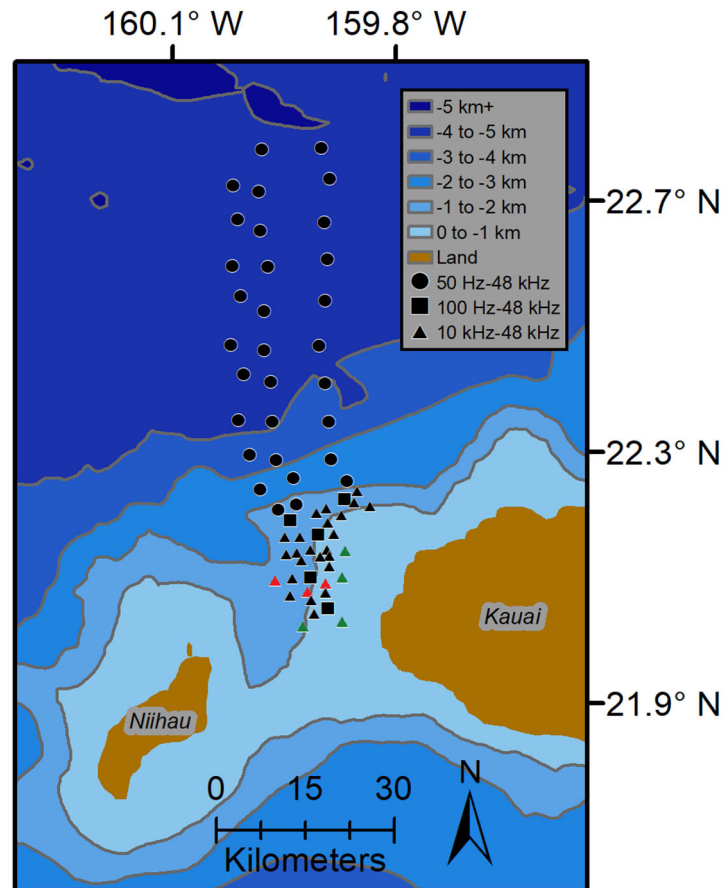 160.1° W 159.8° W
-5 km+
-4 to -5 km
-3 to -4 km
-2 to -3 km
-1 to -2 km
0 to -1 km
Land
50 Hz-48 kHz
100 Hz-48 kHz
10 kHz-48 kHz
22.7° N
22.3° N
Kauai
21.9° N
Niihau
N
0 15 30
Kilometers